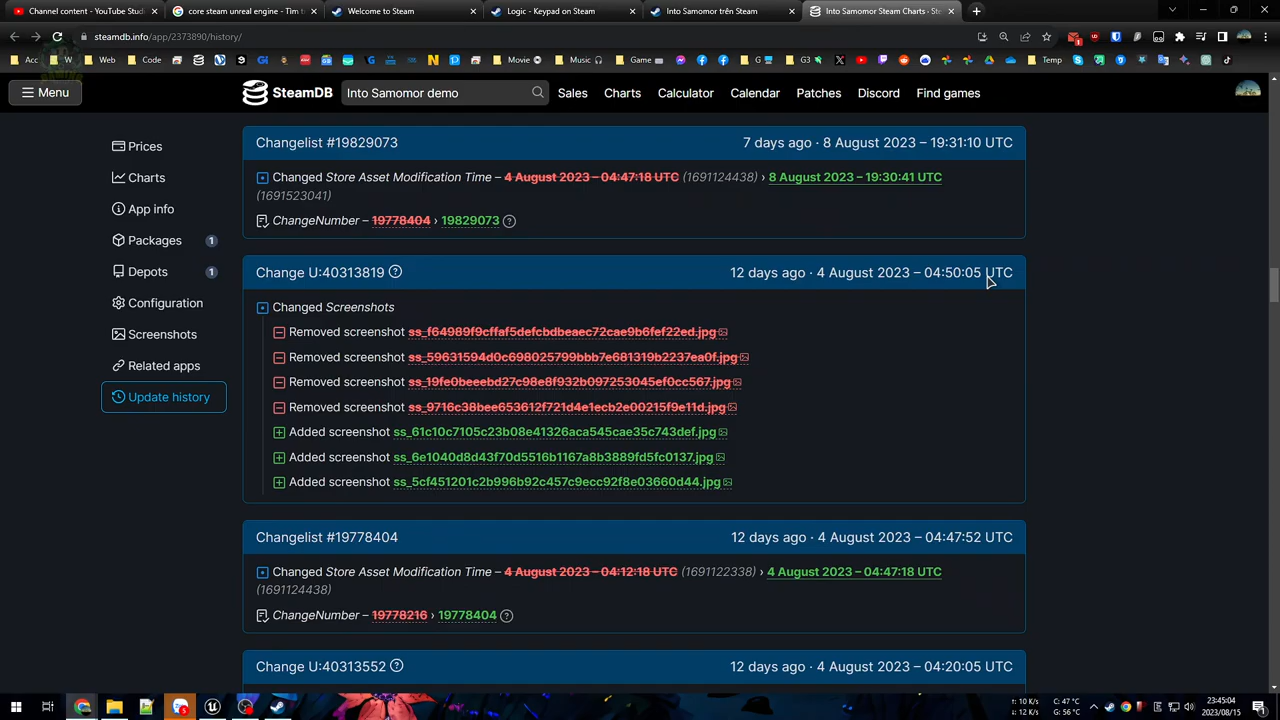 Channel content - YouTube Studi
core steam unreal engine - Tìm t
Welcome to Steam
Logic - Keypad on Steam
Into Samomor trên Steam
Into Samomor Steam Charts · Ste
steamdb.info/app/2373890/history/
Acc
W
Web
Code
Movie
Music
Game
G3
Temp
Menu
SteamDB
Into Samomor demo
Sales
Charts
Calculator
Calendar
Patches
Discord
Find games
Prices
Charts
App info
Packages 1
Depots 1
Configuration
Screenshots
Related apps
Update history
Changelist #19829073
7 days ago · 8 August 2023 – 19:31:10 UTC
Changed Store Asset Modification Time – 4 August 2023 – 04:47:18 UTC (1691124438) › 8 August 2023 – 19:30:41 UTC
(1691523041)
ChangeNumber – 19778404 › 19829073
Change U:40313819
12 days ago · 4 August 2023 – 04:50:05 UTC
Changed Screenshots
Removed screenshot ss_f64989f9cffaf5defcbdbeaec72cae9b6fef22ed.jpg
Removed screenshot ss_59631594d0c698025799bbb7e681319b2237ea0f.jpg
Removed screenshot ss_19fe0beeebd27c98e8f932b097253045ef0cc567.jpg
Removed screenshot ss_9716c38bee653612f721d4e1ecb2e00215f9e11d.jpg
Added screenshot ss_61c10c7105c23b08e41326aca545cae35c743def.jpg
Added screenshot ss_6e1040d8d43f70d5516b1167a8b3889fd5fc0137.jpg
Added screenshot ss_5cf451201c2b996b92c457c9ecc92f8e03660d44.jpg
Changelist #19778404
12 days ago · 4 August 2023 – 04:47:52 UTC
Changed Store Asset Modification Time – 4 August 2023 – 04:12:18 UTC (1691122338) › 4 August 2023 – 04:47:18 UTC
(1691124438)
ChangeNumber – 19778216 › 19778404
Change U:40313552
12 days ago · 4 August 2023 – 04:20:05 UTC
: 10 K/s
: 12 K/s
C: 47 °C
G: 56 °C
23:45:04
2023/08/15